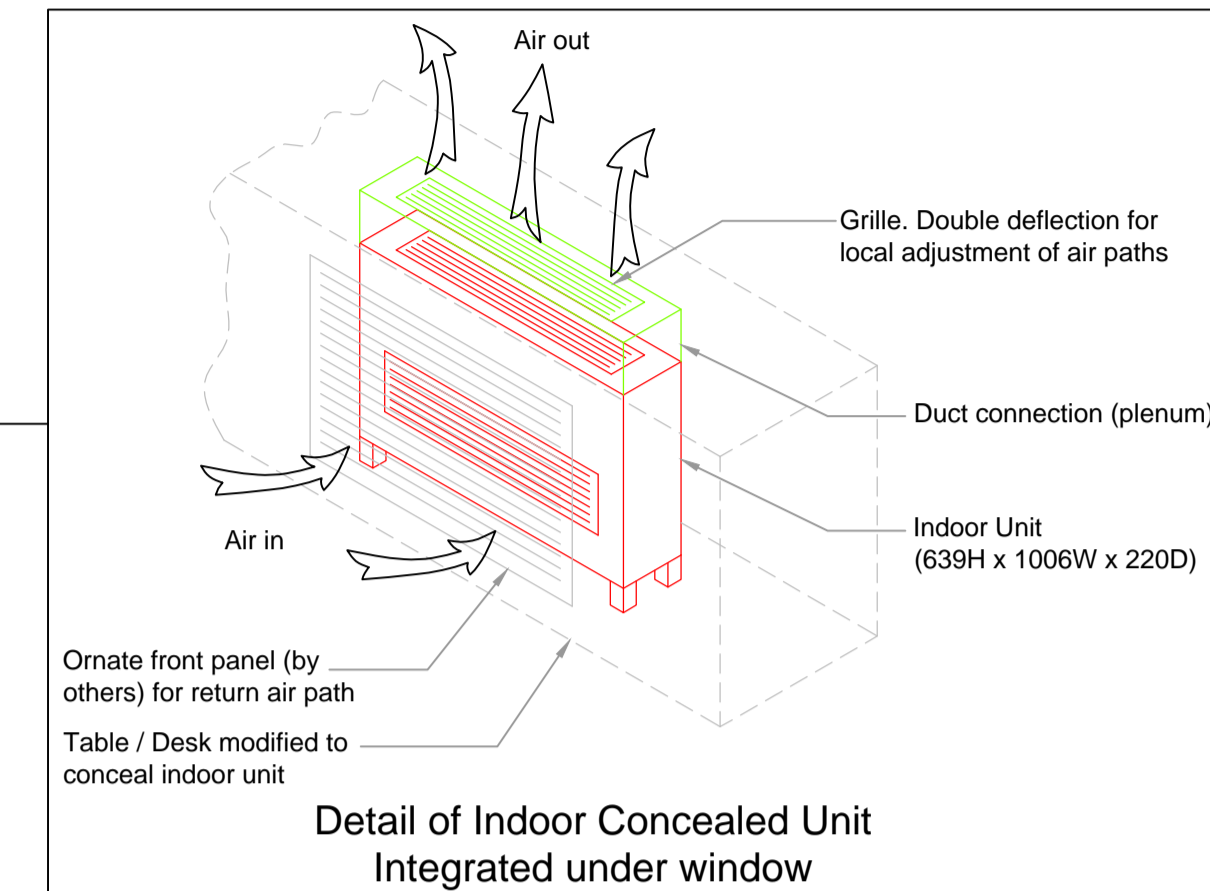 Air out
Grille. Double deflection for
local adjustment of air paths
Duct connection (plenum)
Indoor Unit
(639H x 1006W x 220D)
Air in
Ornate front panel (by
others) for return air path
Table / Desk modified to
conceal indoor unit
Detail of Indoor Concealed Unit
Integrated under window